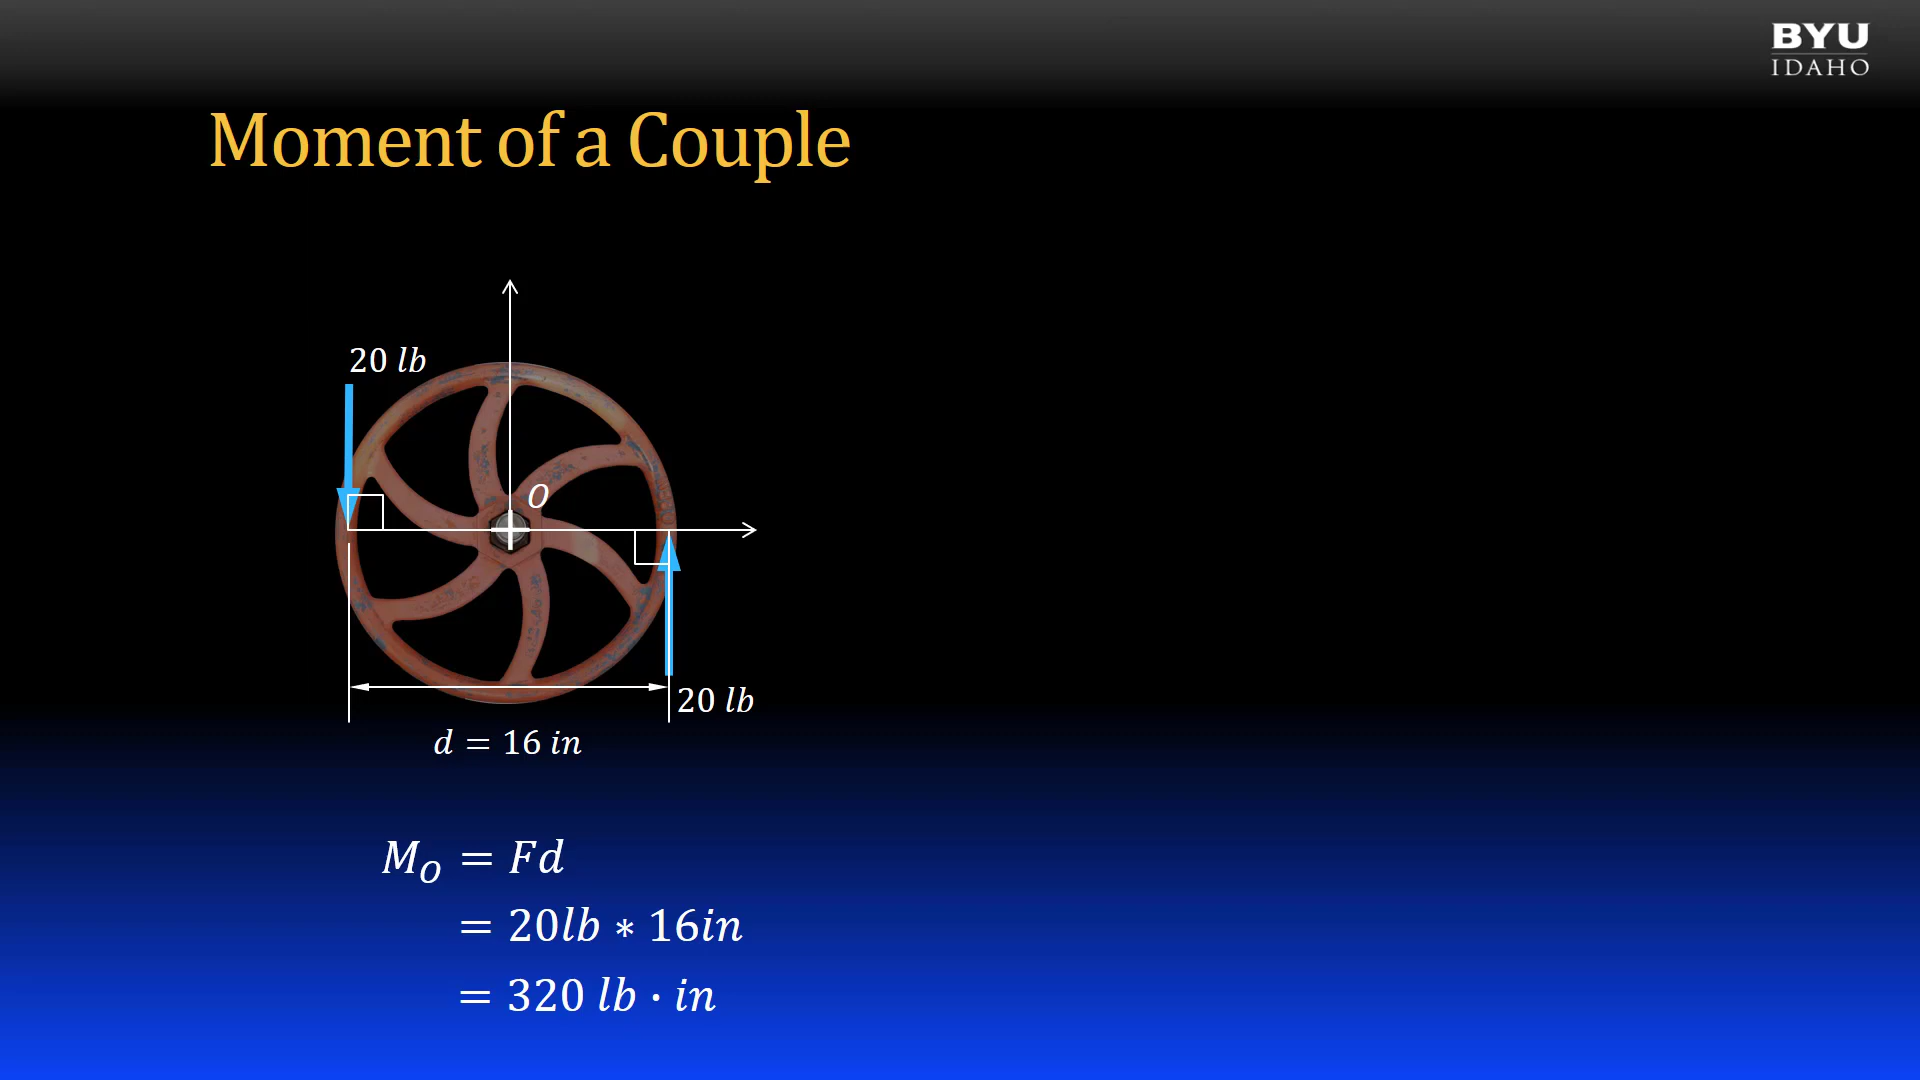 BYU
IDAHO
Moment of a Couple
20 lb
O
20 lb
d = 16 in
M_O = Fd
= 20lb * 16in
= 320 lb · in